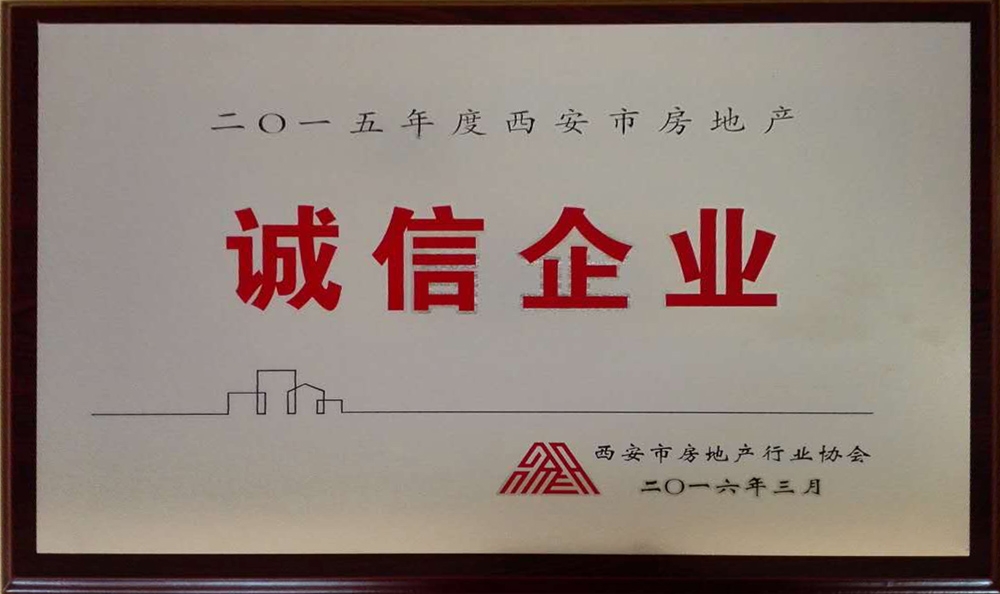 二〇一五年度西安市房地产
诚信企业
西安市房地产行业协会
二〇一六年三月